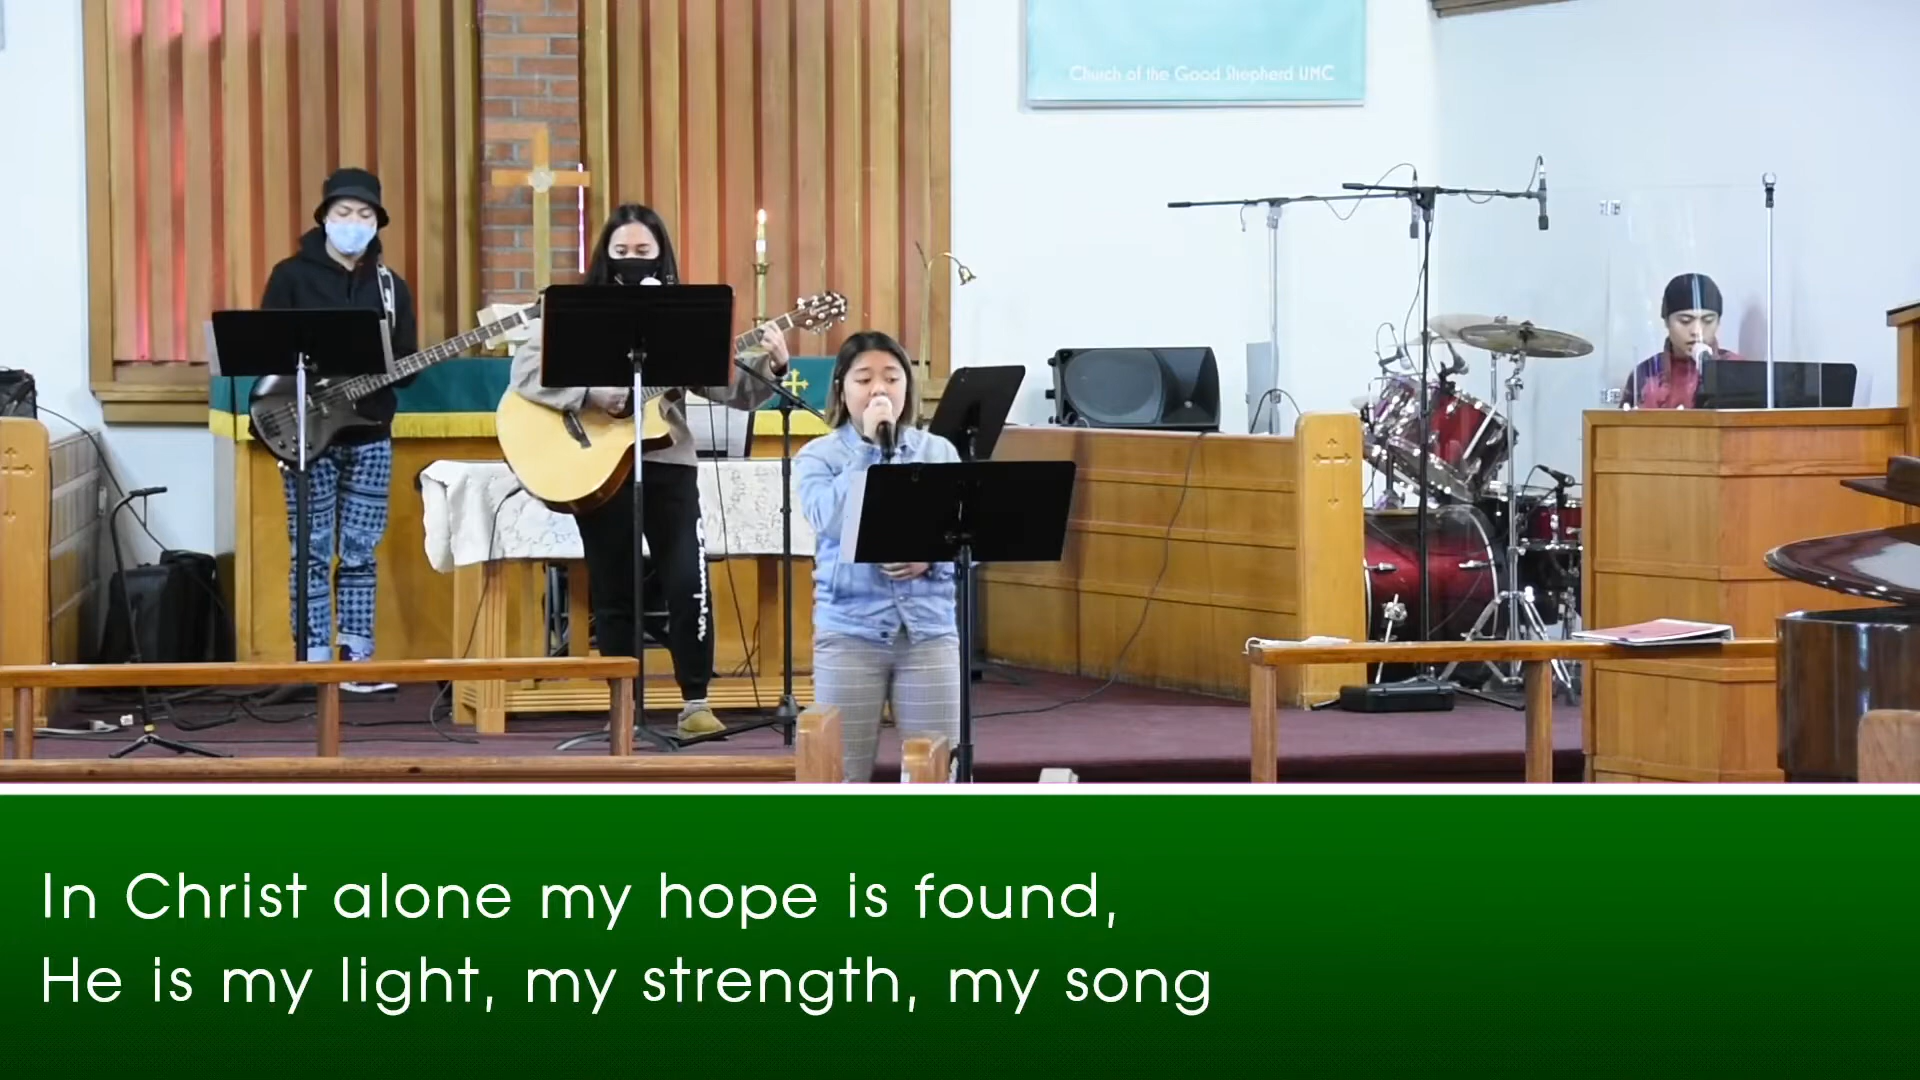 Church of the Good Shepherd UMC
In Christ alone my hope is found,
He is my light, my strength, my song